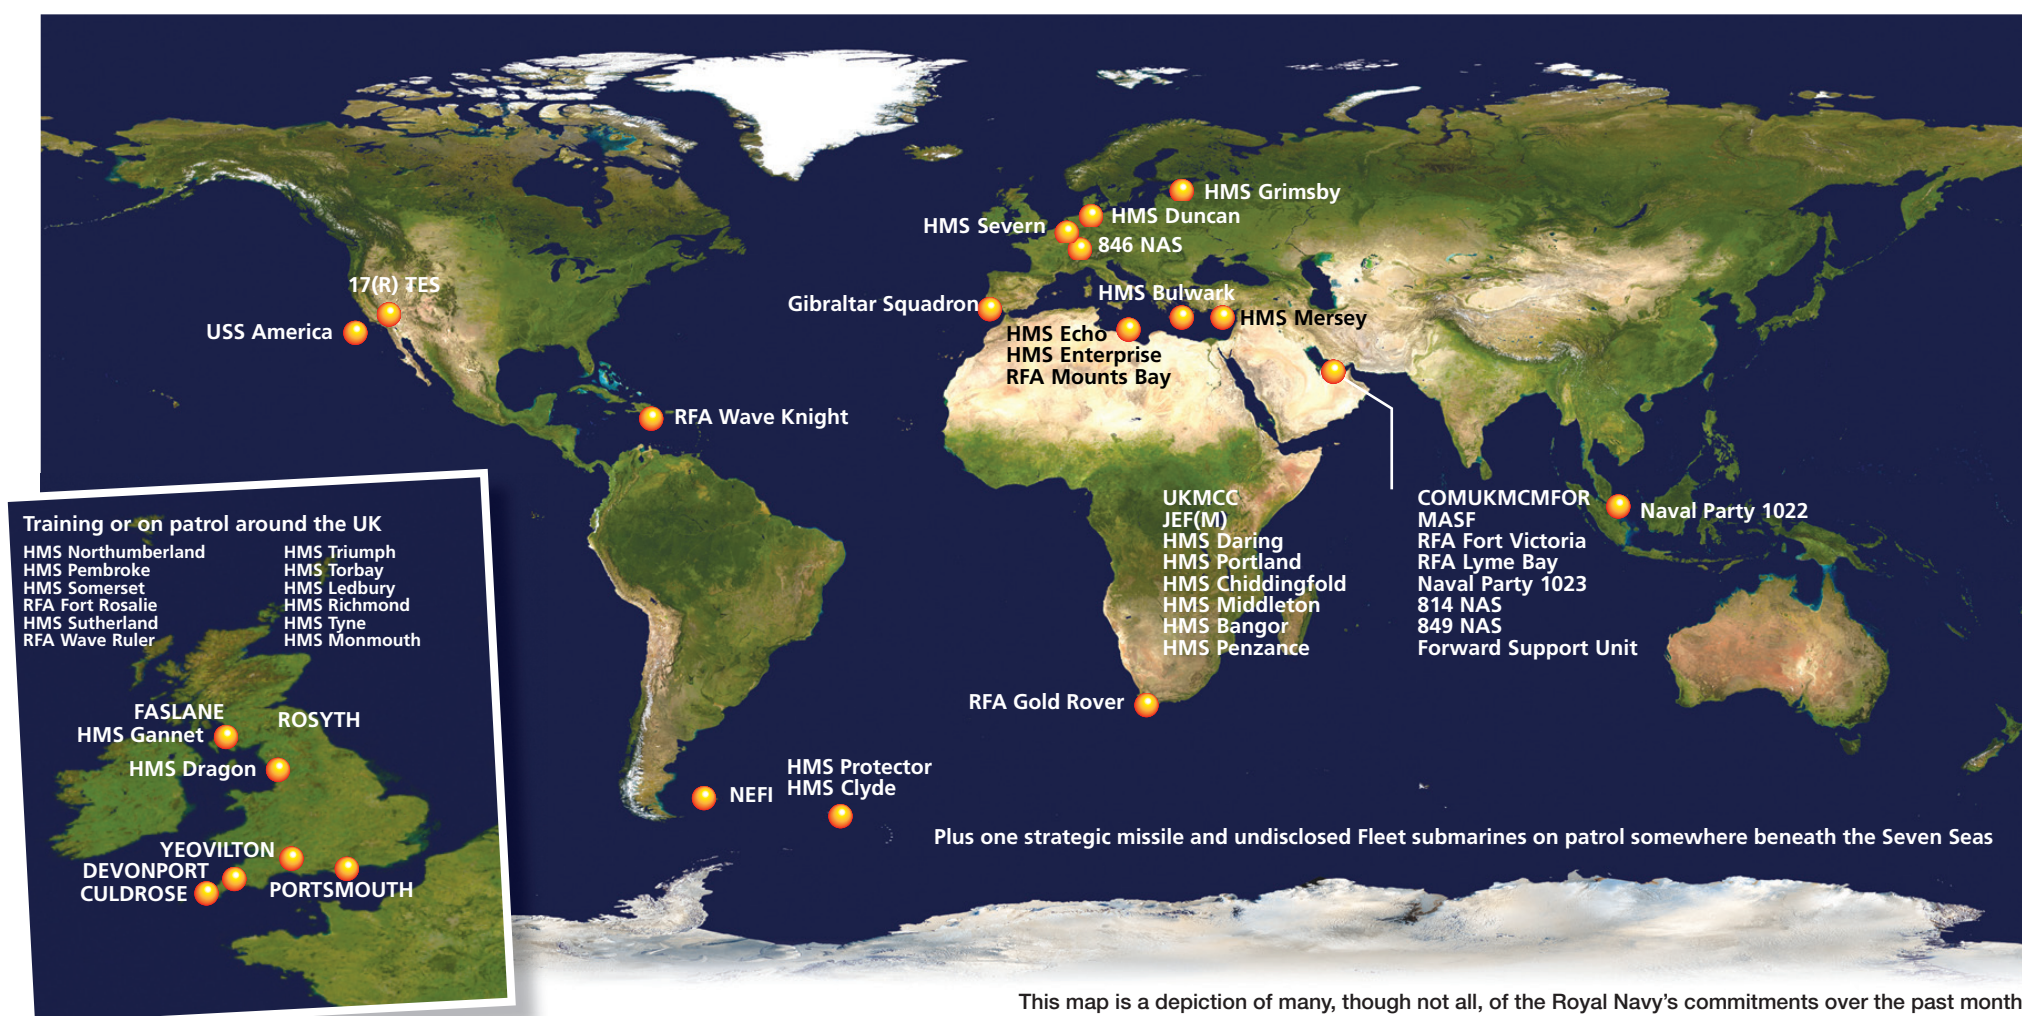 HMS Grimsby
HMS Duncan
HMS Severn
846 NAS
17(R) TES
HMS Bulwark
Gibraltar Squadron
HMS Mersey
USS America
HMS Echo
HMS Enterprise
RFA Mounts Bay
RFA Wave Knight
UKMCC
JEF(M)
HMS Daring
HMS Portland
HMS Chiddingfold
HMS Middleton
HMS Bangor
HMS Penzance
COMUKMCMFOR
MASF
RFA Fort Victoria
RFA Lyme Bay
Naval Party 1023
814 NAS
849 NAS
Forward Support Unit
Naval Party 1022
Training or on patrol around the UK
HMS Northumberland
HMS Pembroke
HMS Somerset
RFA Fort Rosalie
HMS Sutherland
RFA Wave Ruler
HMS Triumph
HMS Torbay
HMS Ledbury
HMS Richmond
HMS Tyne
HMS Monmouth
FASLANE
HMS Gannet
ROSYTH
HMS Dragon
YEOVILTON
DEVONPORT
CULDROSE
PORTSMOUTH
RFA Gold Rover
HMS Protector
HMS Clyde
NEFI
Plus one strategic missile and undisclosed Fleet submarines on patrol somewhere beneath the Seven Seas
This map is a depiction of many, though not all, of the Royal Navy's commitments over the past month